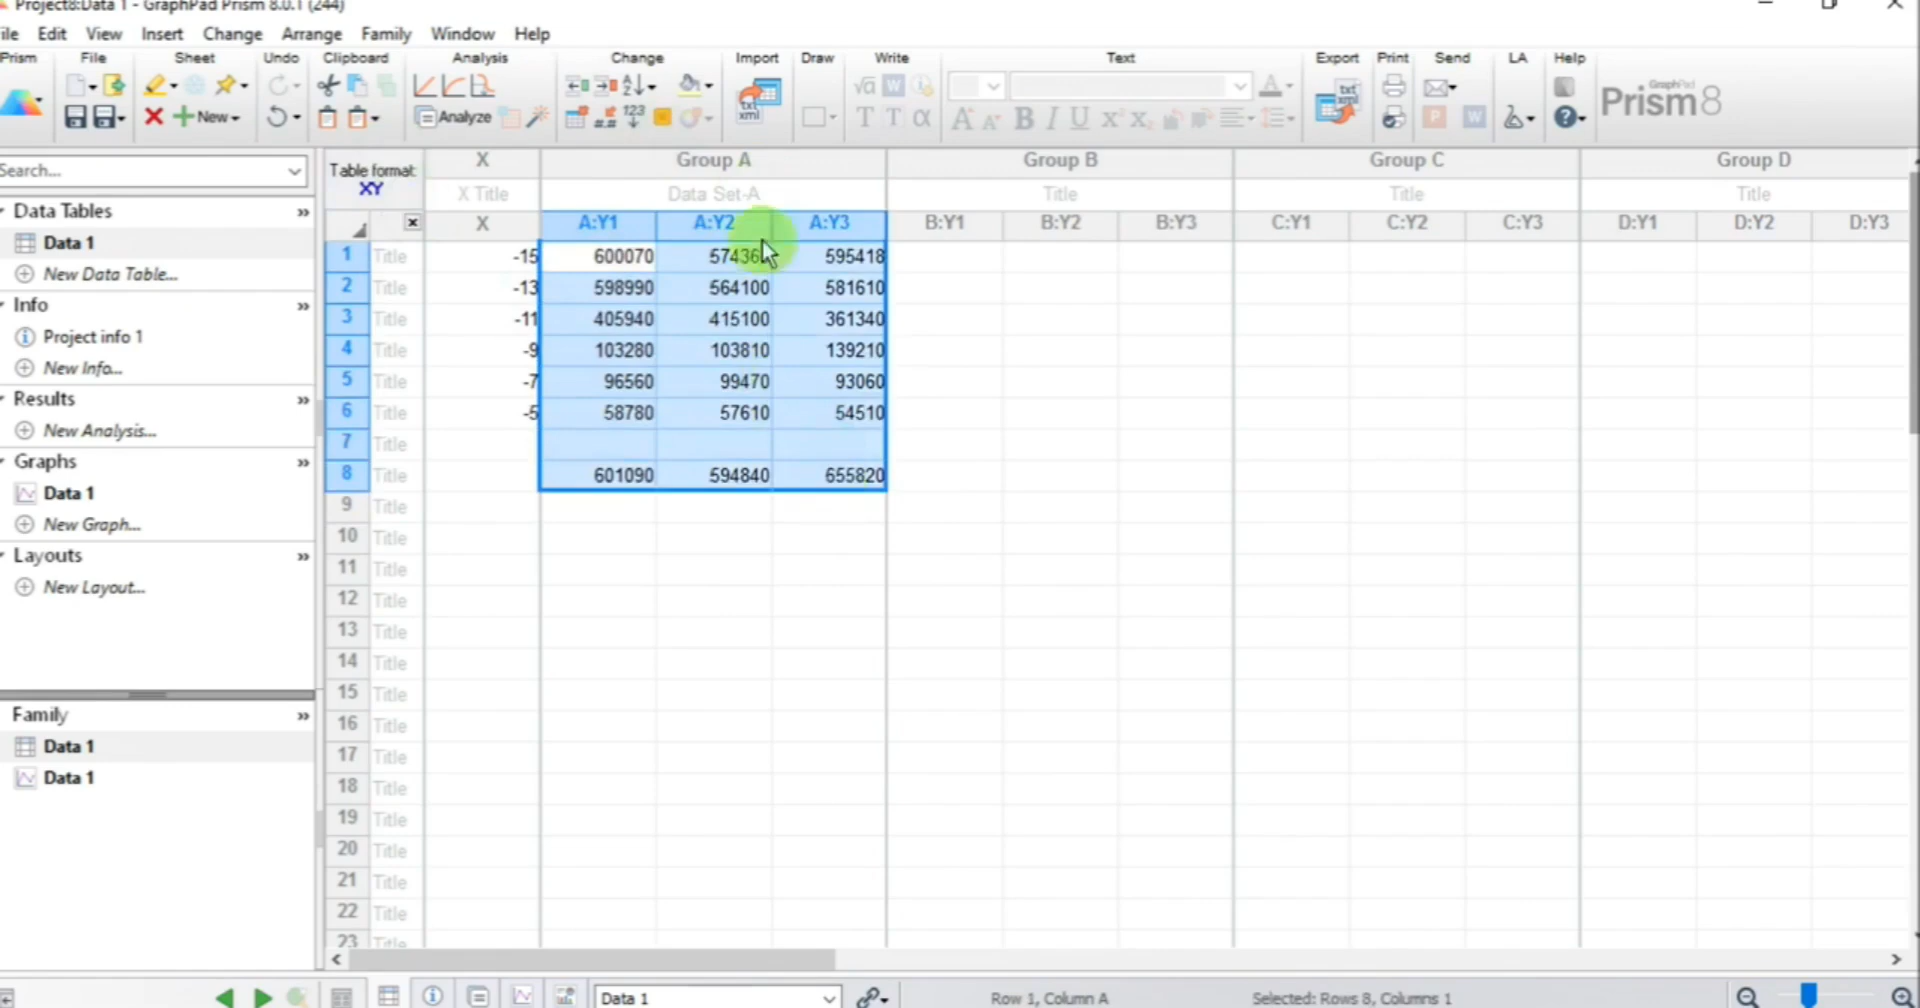 Project8:Data 1 - GraphPad Prism 8.0.1 (244)
ile Edit View Insert Change Arrange Family Window Help
Prism File Sheet Undo Clipboard Analysis Change Import Draw Write Text Export Print Send LA Help
New
Analyze
GraphPad
Prism 8
Search...
Data Tables
Data 1
New Data Table...
Info
Project info 1
New Info...
Results
New Analysis...
Graphs
Data 1
New Graph...
Layouts
New Layout...
Family
Data 1
Data 1
Table format: X Group A Group B Group C Group D
XY X Title Data Set-A Title Title Title
X A:Y1 A:Y2 A:Y3 B:Y1 B:Y2 B:Y3 C:Y1 C:Y2 C:Y3 D:Y1 D:Y2 D:Y3
1 Title -15 600070 595418
2 Title -13 598990 564100 581610
3 Title -11 405940 415100 361340
4 Title -9 103280 103810 139210
5 Title -7 96560 99470 93060
6 Title -5 58780 57610 54510
7 Title
8 Title 601090 594840 655820
9 Title
10 Title
11 Title
12 Title
13 Title
14 Title
15 Title
16 Title
17 Title
18 Title
19 Title
20 Title
21 Title
22 Title
23 Title
Data 1 Row 1, Column A Selected: Rows 8, Columns 1